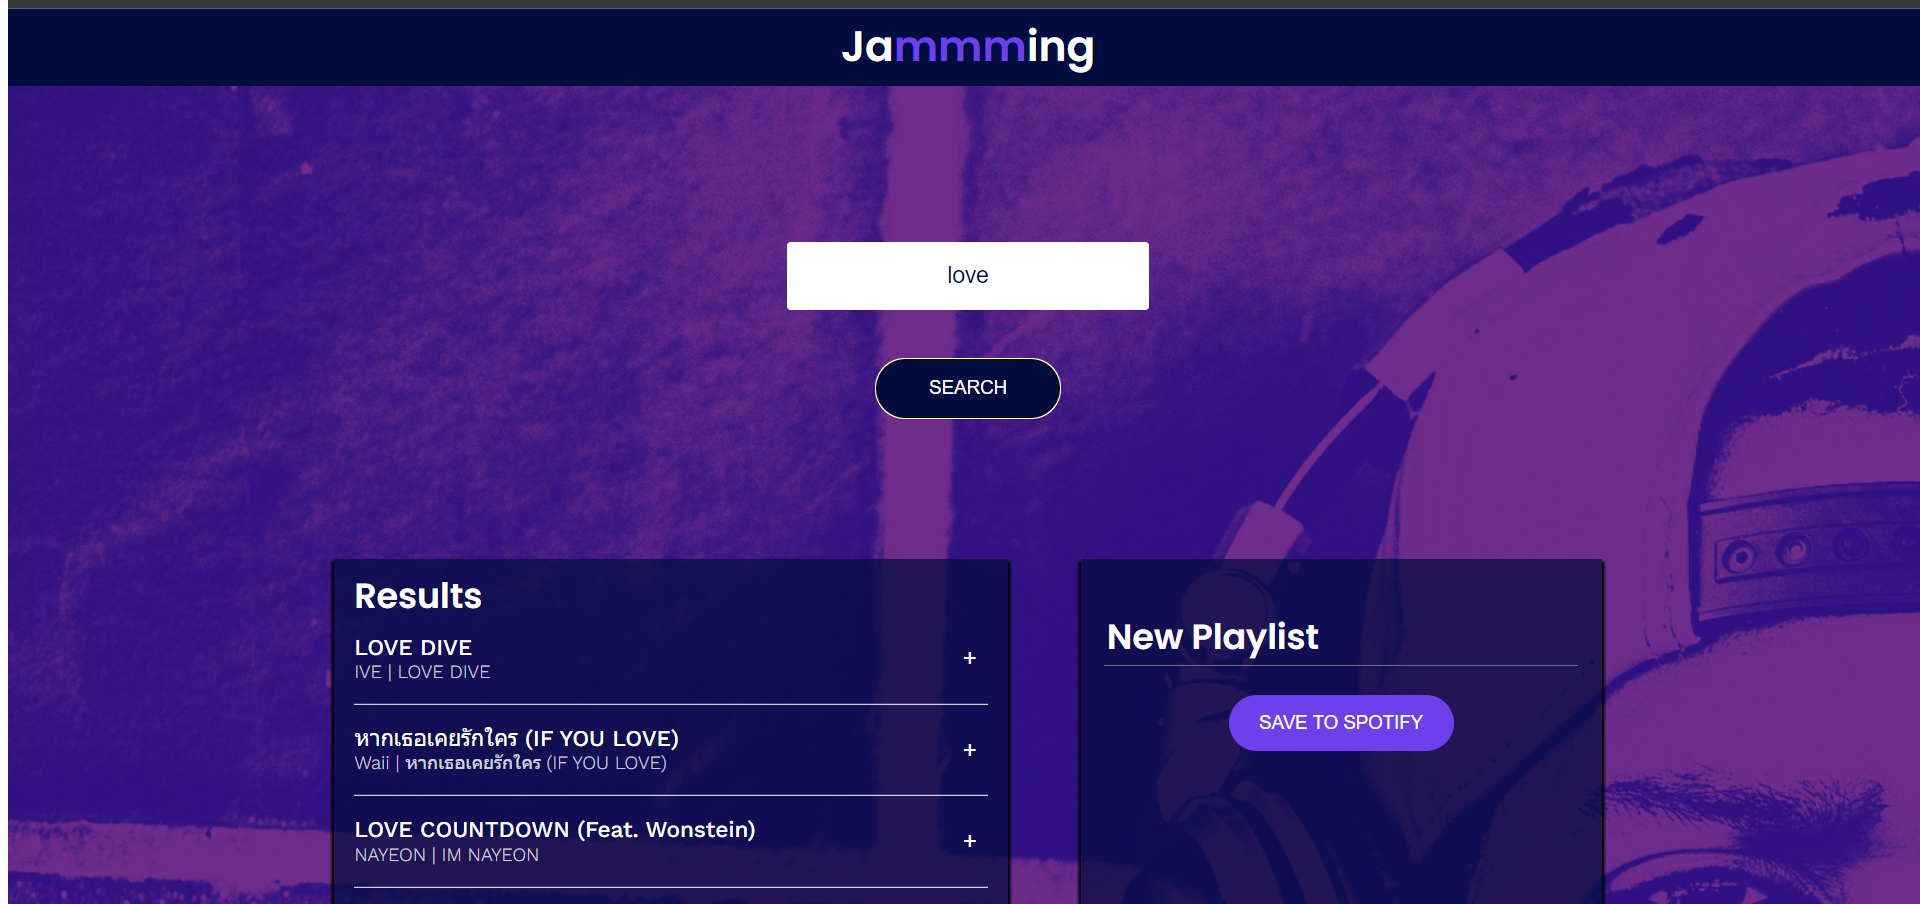 Jammming
love
SEARCH
Results
LOVE DIVE
IVE | LOVE DIVE
+
หากเธอเคยรักใคร (IF YOU LOVE)
Waii | หากเธอเคยรักใคร (IF YOU LOVE)
+
LOVE COUNTDOWN (Feat. Wonstein)
NAYEON | IM NAYEON
+
New Playlist
SAVE TO SPOTIFY